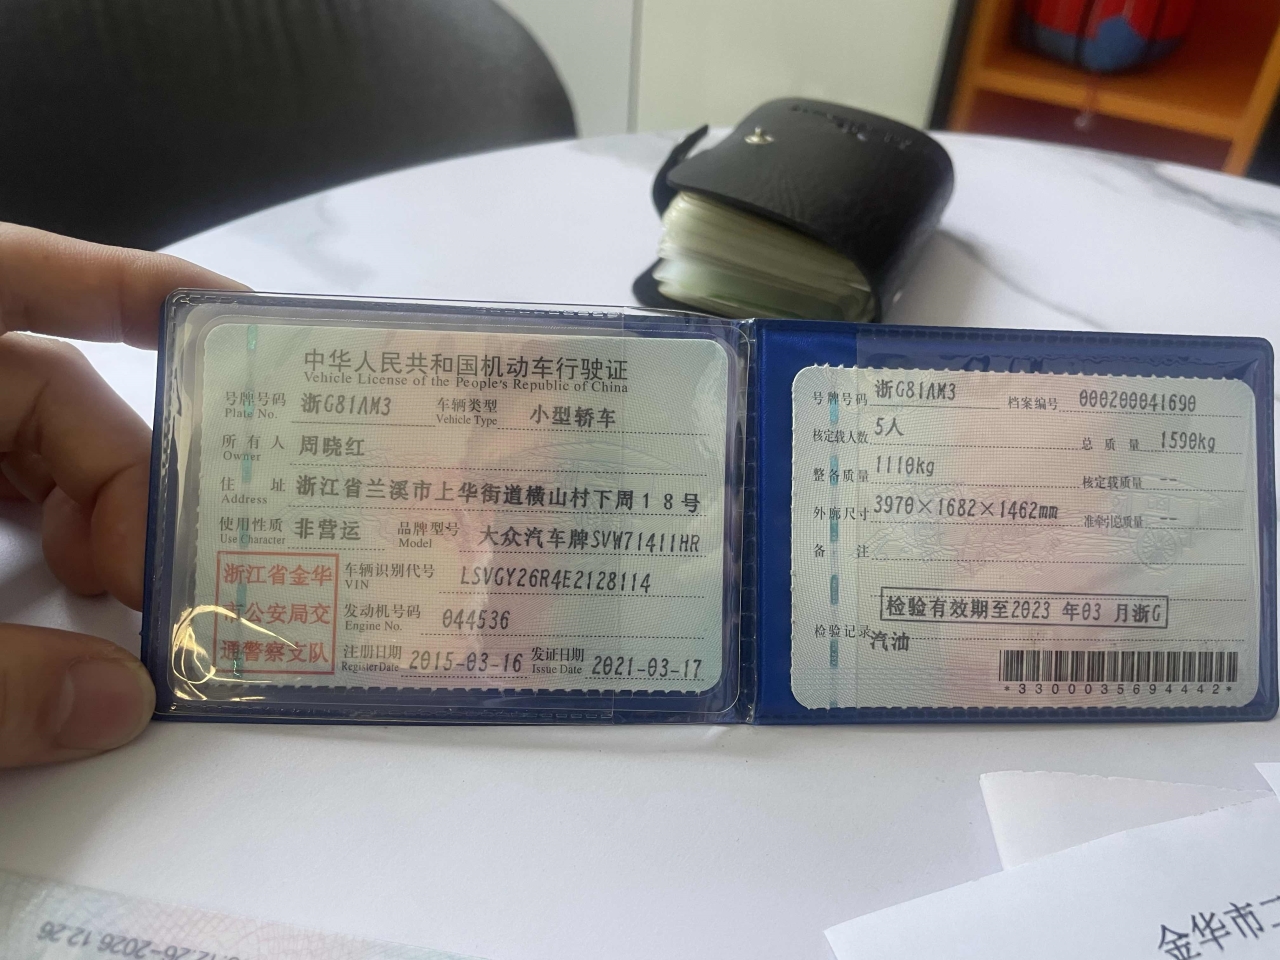 中华人民共和国机动车行驶证
Vehicle License of the People's Republic of China
号牌号码 浙G81AM3 车辆类型 小型轿车
Plate No. Vehicle Type
所有人 周晓红
Owner
住址 浙江省兰溪市上华街道横山村下周18号
Address
使用性质 非营运 品牌型号 大众汽车牌SVW71411HR
Use Character Model
浙江省金华
市公安局交
通警察支队
车辆识别代号 LSVGY26R4E2128114
VIN
发动机号码 044536
Engine No.
注册日期 2015-03-16 发证日期 2021-03-17
Register Date Issue Date
号牌号码 浙G81AM3 档案编号 000200041690
核定载人数 5人 总质量 1590kg
整备质量 1110kg 核定载质量 --
外廓尺寸 3970×1682×1462mm 准牵引总质量 --
备注
检验有效期至2023年03月浙G
检验记录 汽油
*3300035694442*
金华市
12.26-2026.12.26